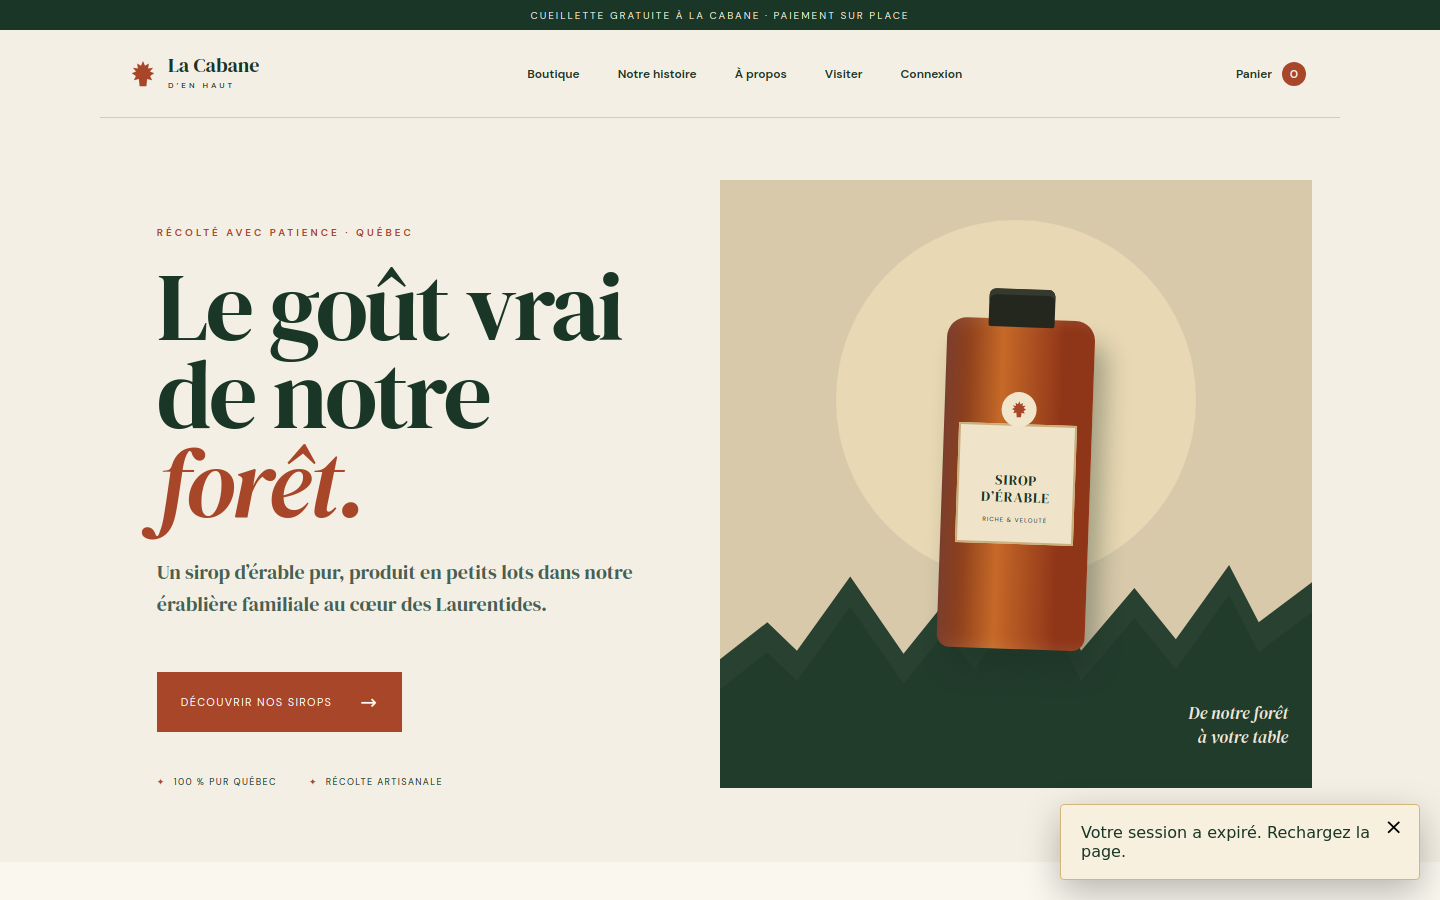 CUEILLETTE GRATUITE À LA CABANE · PAIEMENT SUR PLACE
La Cabane
D'EN HAUT
Boutique
Notre histoire
À propos
Visiter
Connexion
Panier
0
RÉCOLTÉ AVEC PATIENCE · QUÉBEC
Le goût vrai
de notre
forêt.
Un sirop d’érable pur, produit en petits lots dans notre
érablière familiale au cœur des Laurentides.
DÉCOUVRIR NOS SIROPS →
✦ 100 % PUR QUÉBEC
✦ RÉCOLTE ARTISANALE
SIROP
D’ÉRABLE
RICHE & VELOUTÉ
De notre forêt
à votre table
Votre session a expiré. Rechargez la
page.